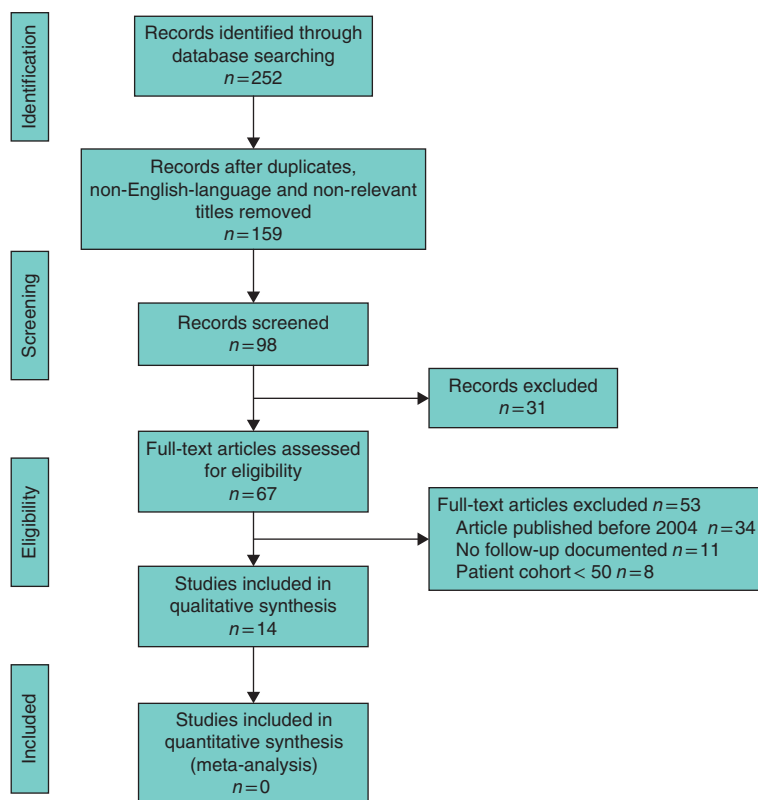 Identification
Records identified through
database searching
n=252
Records after duplicates,
non-English-language and non-relevant
titles removed
n=159
Screening
Records screened
n=98
Records excluded
n=31
Eligibility
Full-text articles assessed
for eligibility
n=67
Full-text articles excluded n=53
Article published before 2004 n=34
No follow-up documented n=11
Patient cohort < 50 n=8
Studies included in
qualitative synthesis
n=14
Included
Studies included in
quantitative synthesis
(meta-analysis)
n=0